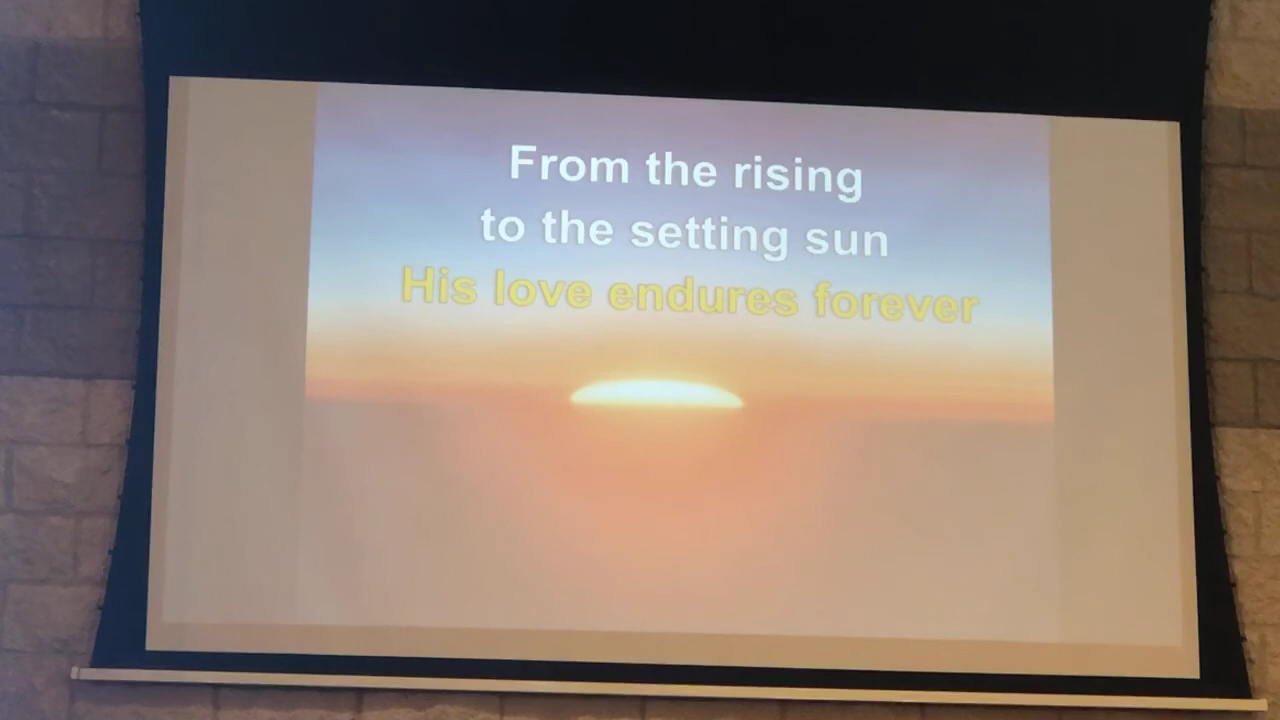 From the rising
to the setting sun
His love endures forever